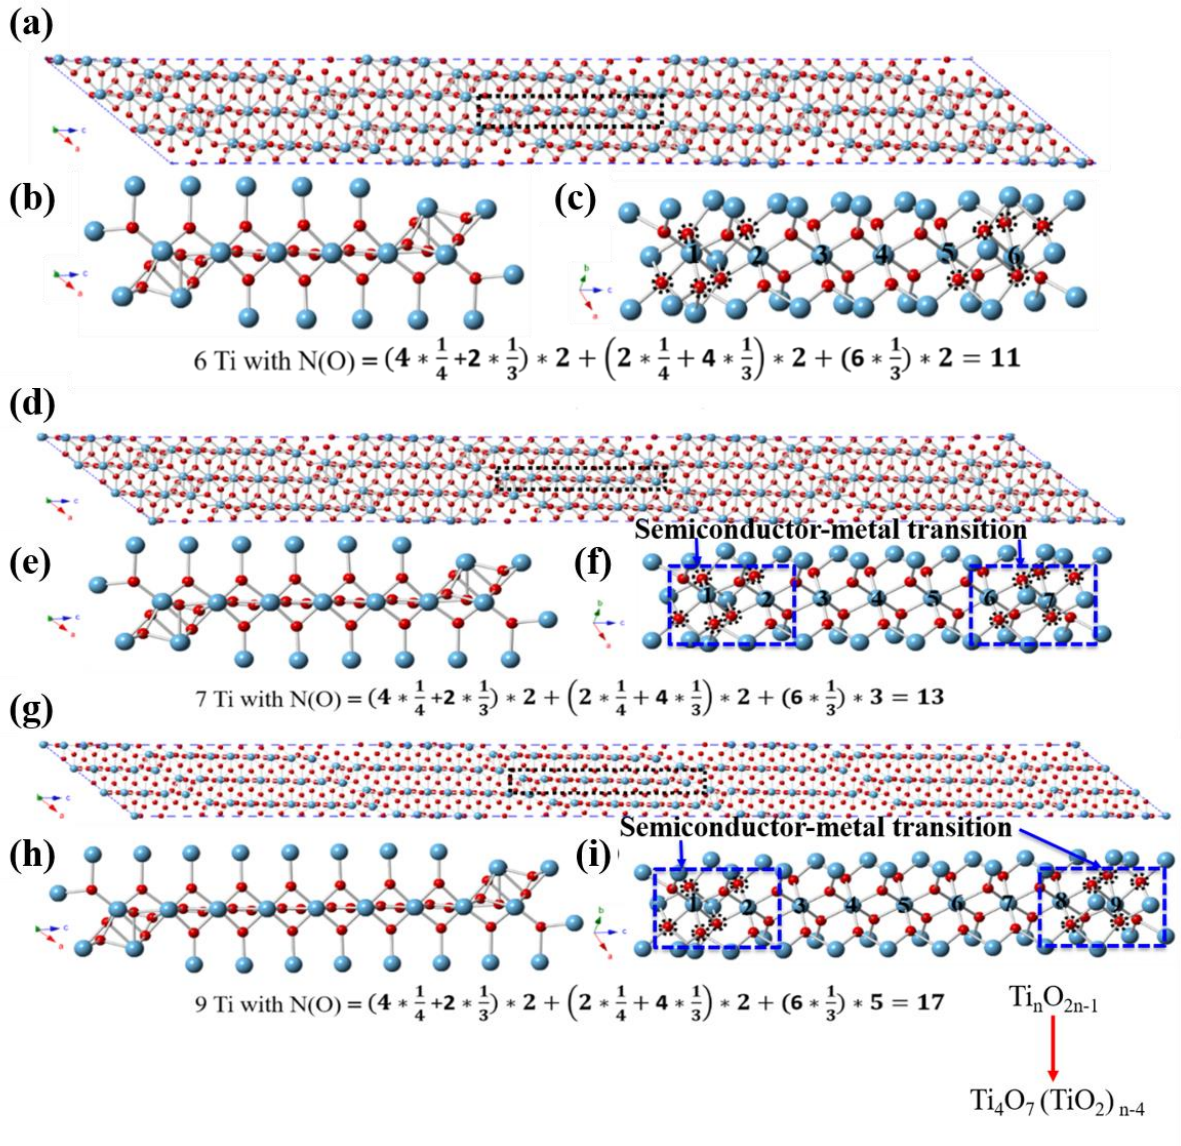 (a)
c
a
(b)
(c)
c
a
b
c
a
1 2 3 4 5 6
6 Ti with N(O) = (4 * 1/4 +2 * 1/3) * 2 + (2 * 1/4 + 4 * 1/3) * 2 + (6 * 1/3) * 2 = 11
(d)
c
a
Semiconductor-metal transition
(e)
(f)
c
a
b
c
a
1 2 3 4 5 6 7
7 Ti with N(O) = (4 * 1/4 +2 * 1/3) * 2 + (2 * 1/4 + 4 * 1/3) * 2 + (6 * 1/3) * 3 = 13
(g)
c
a
Semiconductor-metal transition
(h)
(i)
c
a
b
c
a
1 2 3 4 5 6 7 8 9
9 Ti with N(O) = (4 * 1/4 +2 * 1/3) * 2 + (2 * 1/4 + 4 * 1/3) * 2 + (6 * 1/3) * 5 = 17
TiₙO₂ₙ₋₁
Ti₄O₇ (TiO₂) ₙ₋₄